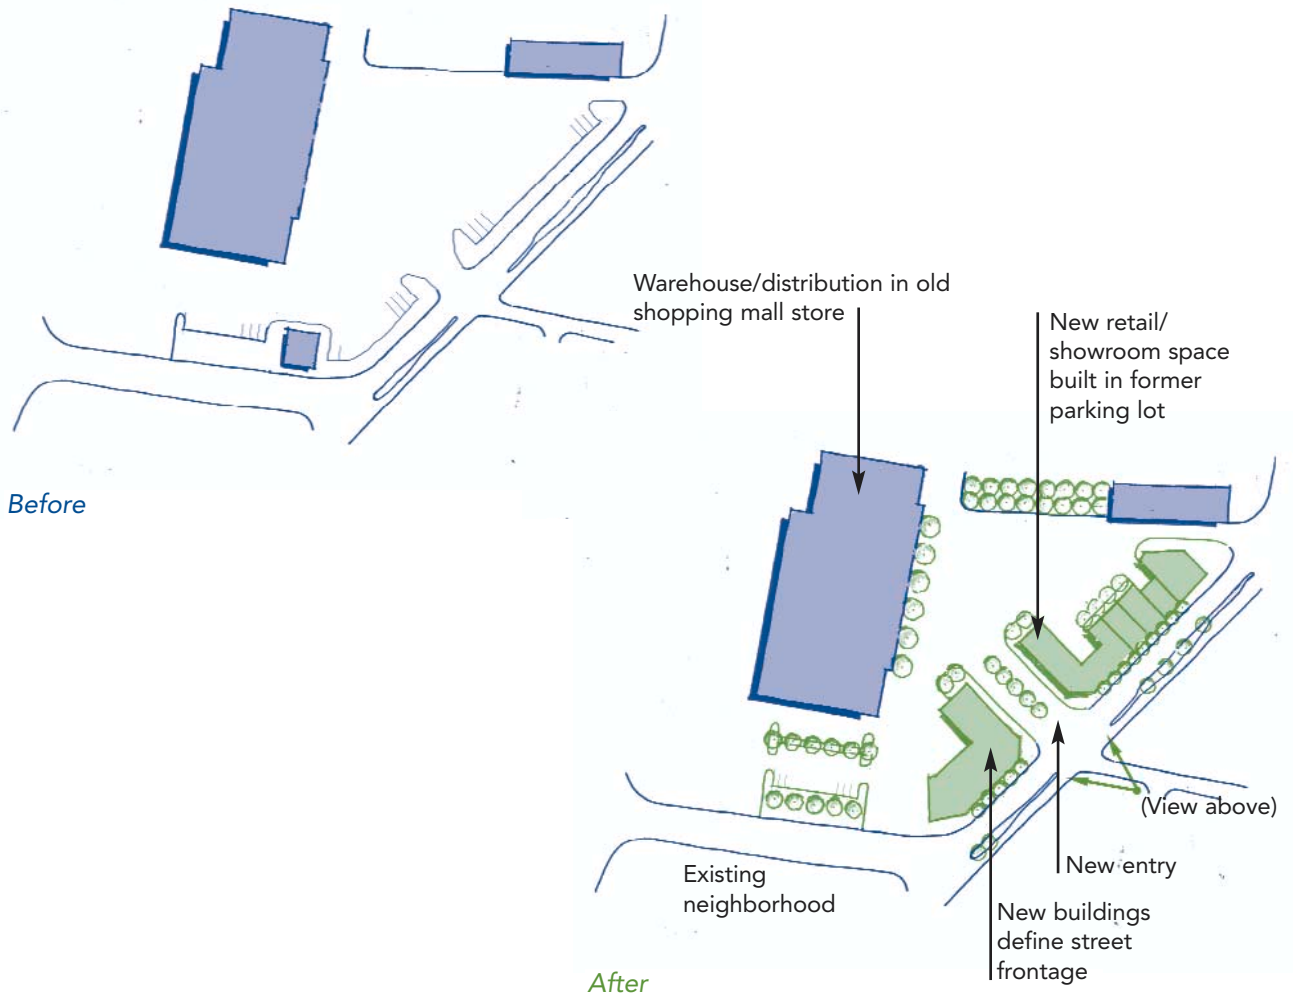 Before
Warehouse/distribution in old
shopping mall store
New retail/
showroom space
built in former
parking lot
(View above)
New entry
Existing
neighborhood
New buildings
define street
frontage
After